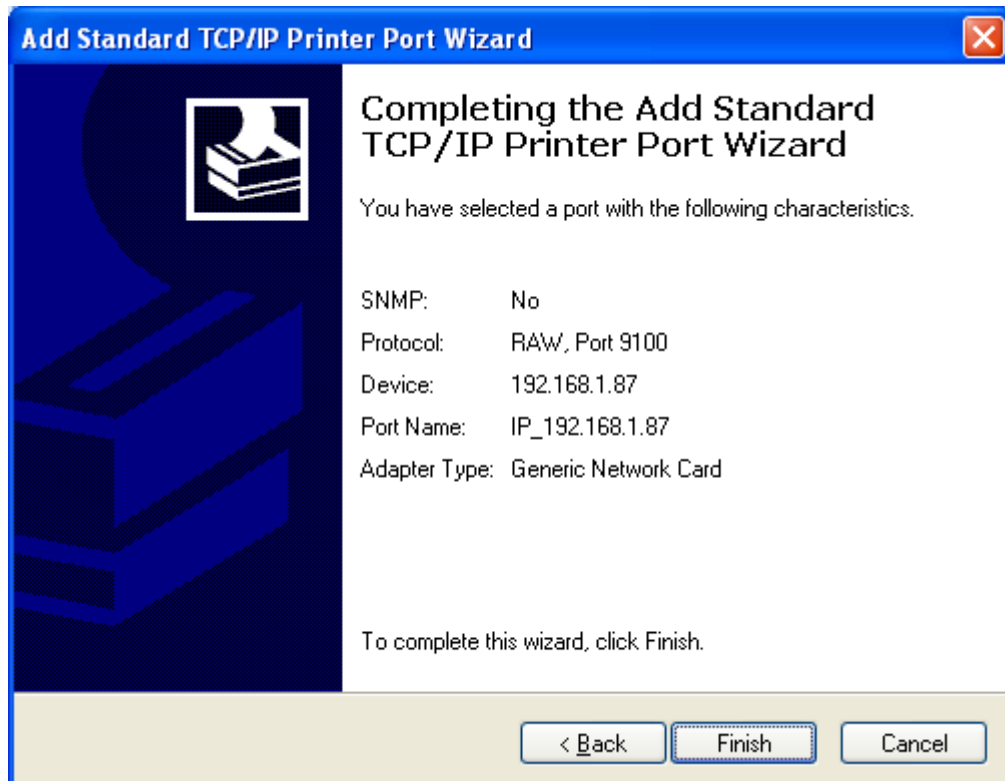 Add Standard TCP/IP Printer Port Wizard
Completing the Add Standard
TCP/IP Printer Port Wizard
You have selected a port with the following characteristics.
SNMP: No
Protocol: RAW, Port 9100
Device: 192.168.1.87
Port Name: IP_192.168.1.87
Adapter Type: Generic Network Card
To complete this wizard, click Finish.
< Back Finish Cancel